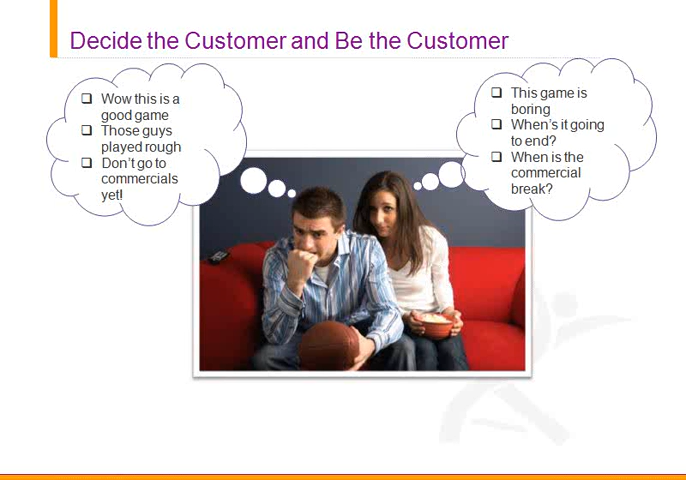 Decide the Customer and Be the Customer
Wow this is a
good game
Those guys
played rough
Don't go to
commercials
yet!
This game is
boring
When's it going
to end?
When is the
commercial
break?